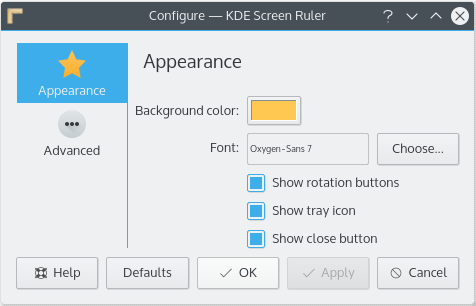 Configure — KDE Screen Ruler
Appearance
Advanced
Appearance
Background color:
Font: Oxygen-Sans 7 Choose...
Show rotation buttons
Show tray icon
Show close button
Help Defaults OK Apply Cancel